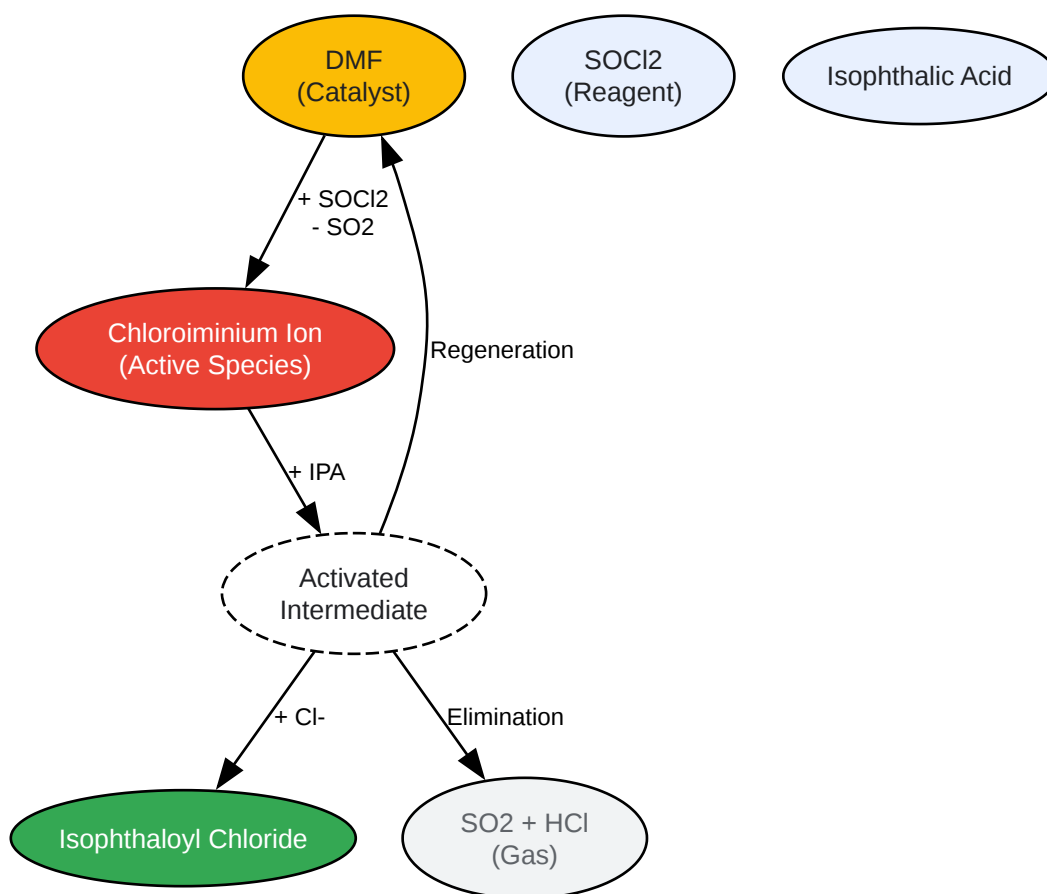 DMF
(Catalyst)
SOCl2
(Reagent)
Isophthalic Acid
+ SOCl2
- SO2
Chloroiminium Ion
(Active Species)
Regeneration
+ IPA
Activated
Intermediate
+ Cl-
Elimination
Isophthaloyl Chloride
SO2 + HCl
(Gas)